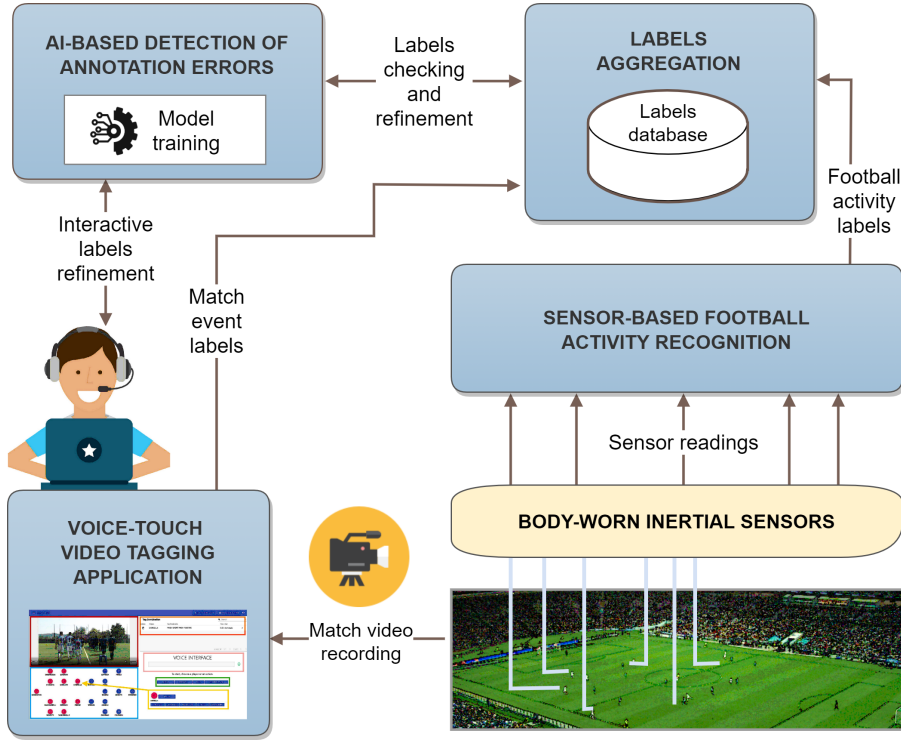 AI-BASED DETECTION OF
ANNOTATION ERRORS
Model
training
Labels
checking
and
refinement
LABELS
AGGREGATION
Labels
database
Interactive
labels
refinement
Match
event
labels
Football
activity
labels
SENSOR-BASED FOOTBALL
ACTIVITY RECOGNITION
Sensor readings
BODY-WORN INERTIAL SENSORS
VOICE-TOUCH
VIDEO TAGGING
APPLICATION
VOICE INTERFACE
Match video
recording